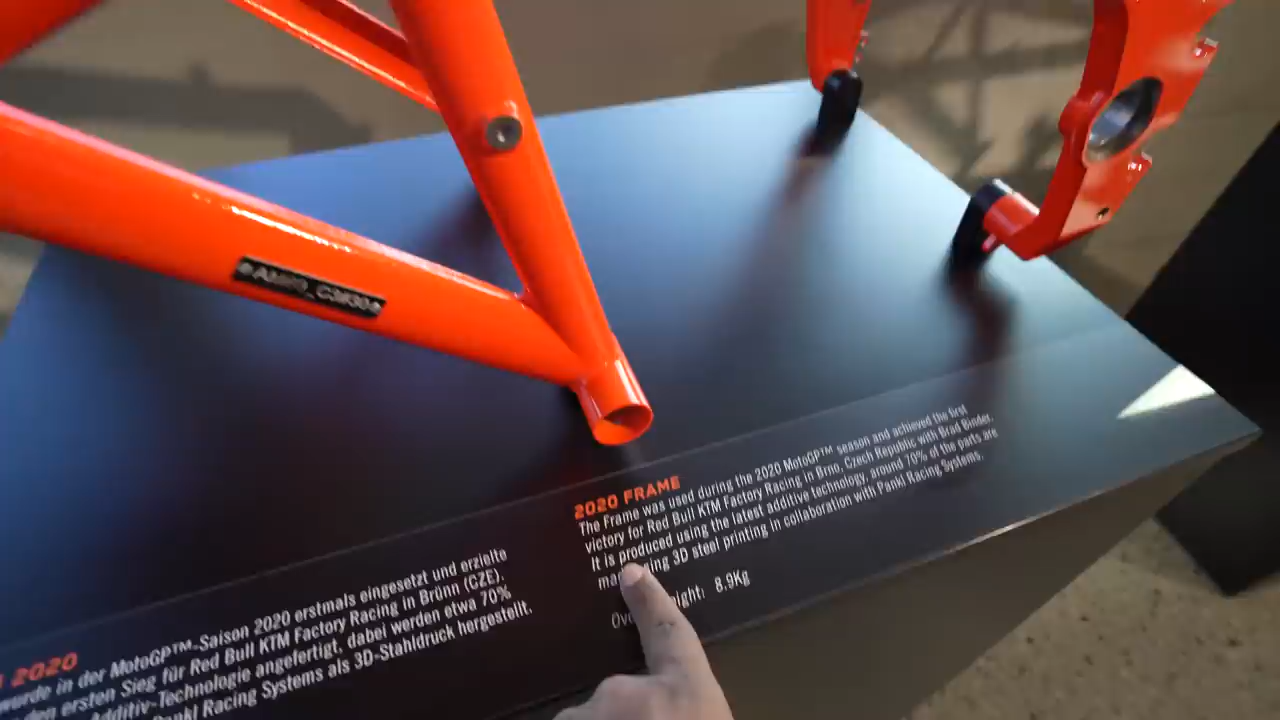 2020 FRAME
The Frame was used during the 2020 MotoGP™ season and achieved the first
victory for Red Bull KTM Factory Racing in Brno, Czech Republic with Brad Binder.
It is produced using the latest additive technology, around 70% of the parts are
3D steel printing in collaboration with Pankl Racing Systems.
8.9Kg
2020
wurde in der MotoGP™-Saison 2020 erstmals eingesetzt und erzielte
den ersten Sieg für Red Bull KTM Factory Racing in Brünn (CZE).
Additiv-Technologie angefertigt, dabei werden etwa 70%
Pankl Racing Systems als 3D-Stahldruck hergestellt.